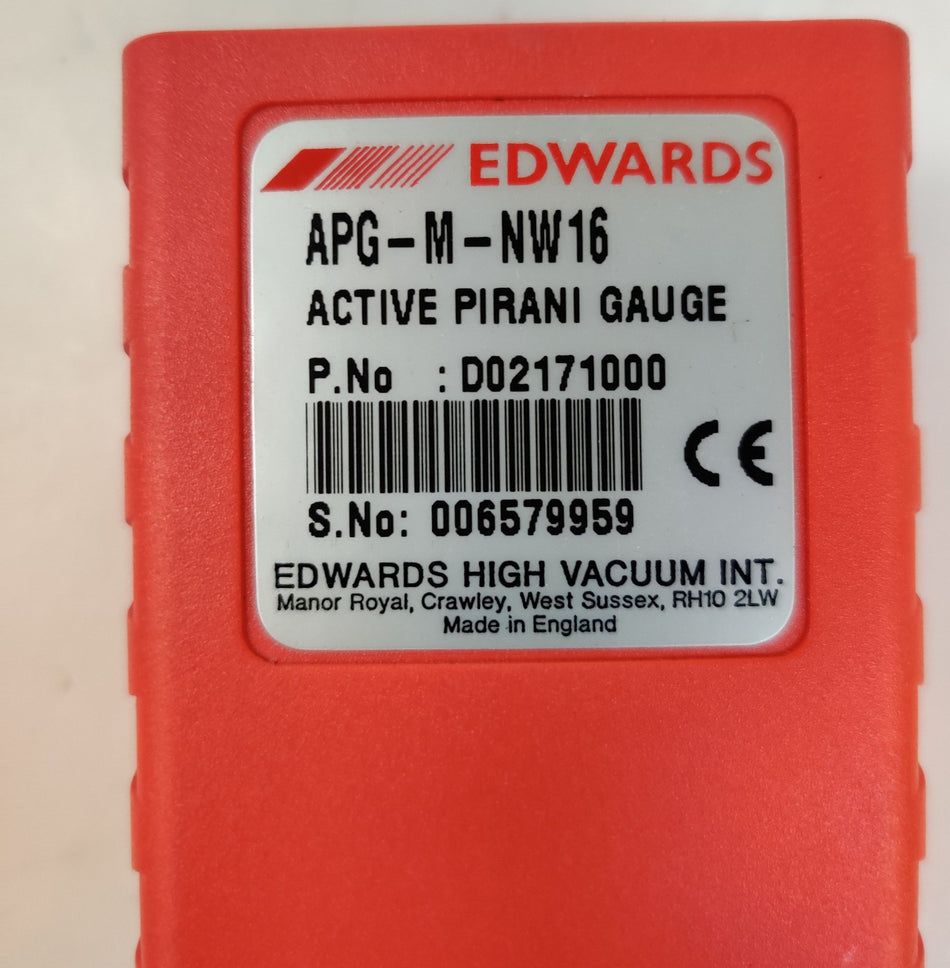 EDWARDS
APG-M-NW16
ACTIVE PIRANI GAUGE
P.No : D02171000
CE
S.No: 006579959
EDWARDS HIGH VACUUM INT.
Manor Royal, Crawley, West Sussex, RH10 2LW
Made in England